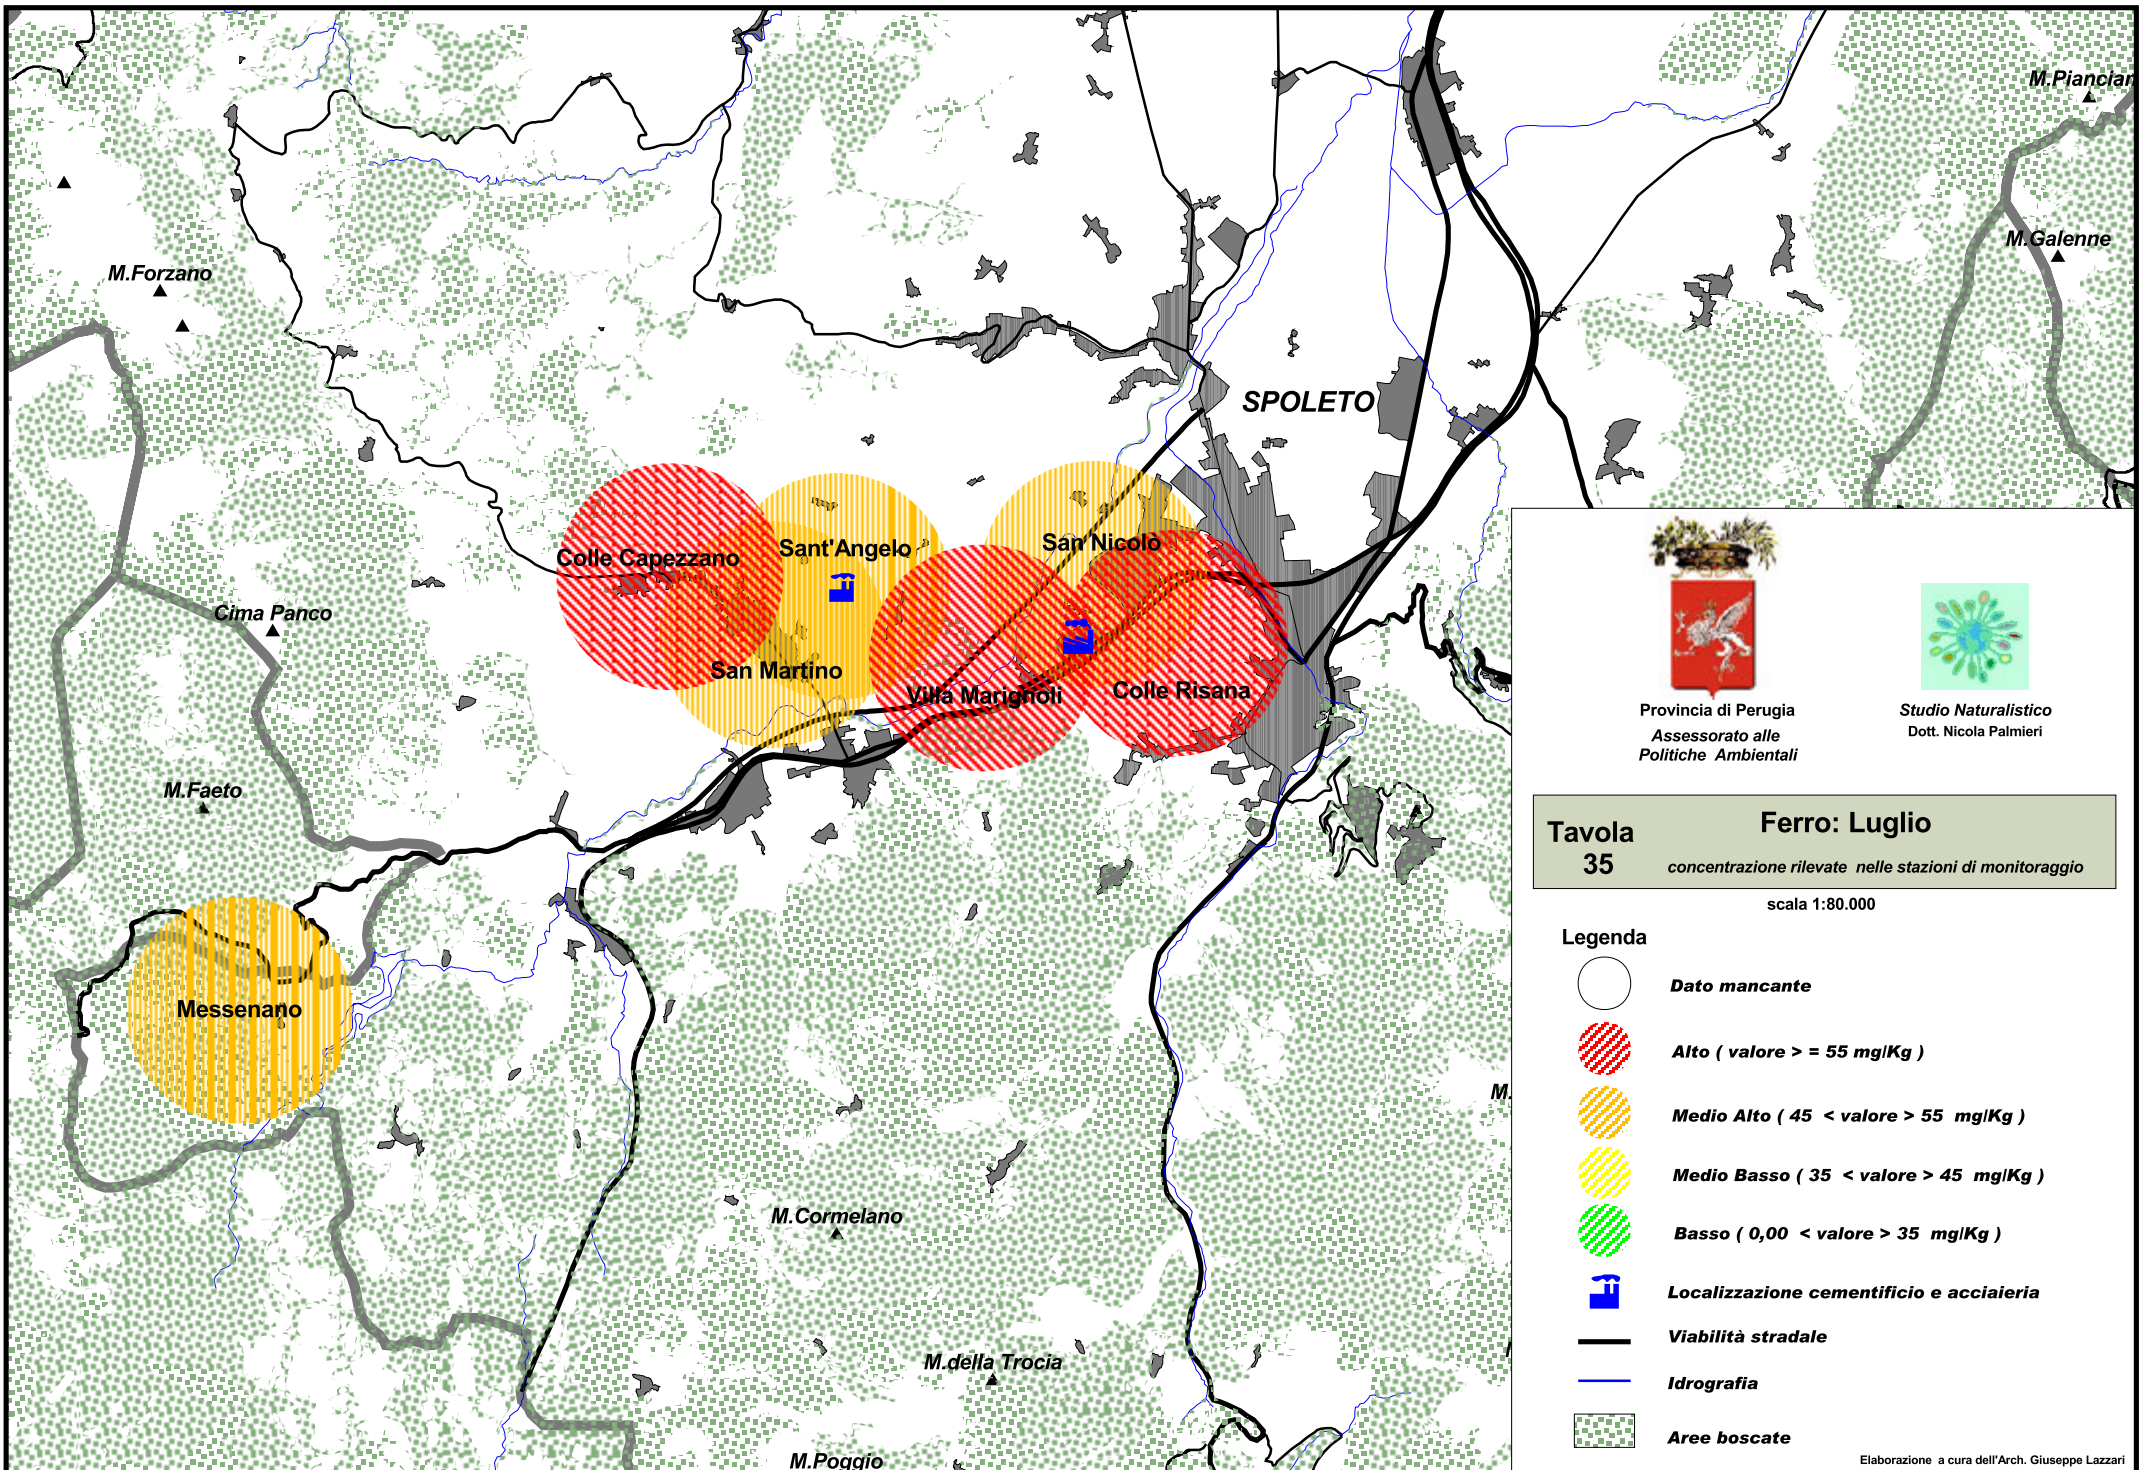 M.Forzano
SPOLETO
M.Galenne
Colle Capezzano
Sant'Angelo
San Nicolò
Cima Panco
San Martino
Villa Marignoli
Colle Risana
M.Faeto
Messenano
M.Cormelano
M.della Trocia
M.Poggio
M.
Provincia di Perugia
Assessorato alle
Politiche Ambientali
Studio Naturalistico
Dott. Nicola Palmieri
Tavola
35
Ferro: Luglio
concentrazione rilevate nelle stazioni di monitoraggio
scala 1:80.000
Legenda
Dato mancante
Alto ( valore > = 55 mg/Kg )
Medio Alto ( 45 < valore > 55 mg/Kg )
Medio Basso ( 35 < valore > 45 mg/Kg )
Basso ( 0,00 < valore > 35 mg/Kg )
Localizzazione cementificio e acciaieria
Viabilità stradale
Idrografia
Aree boscate
Elaborazione a cura dell'Arch. Giuseppe Lazzari